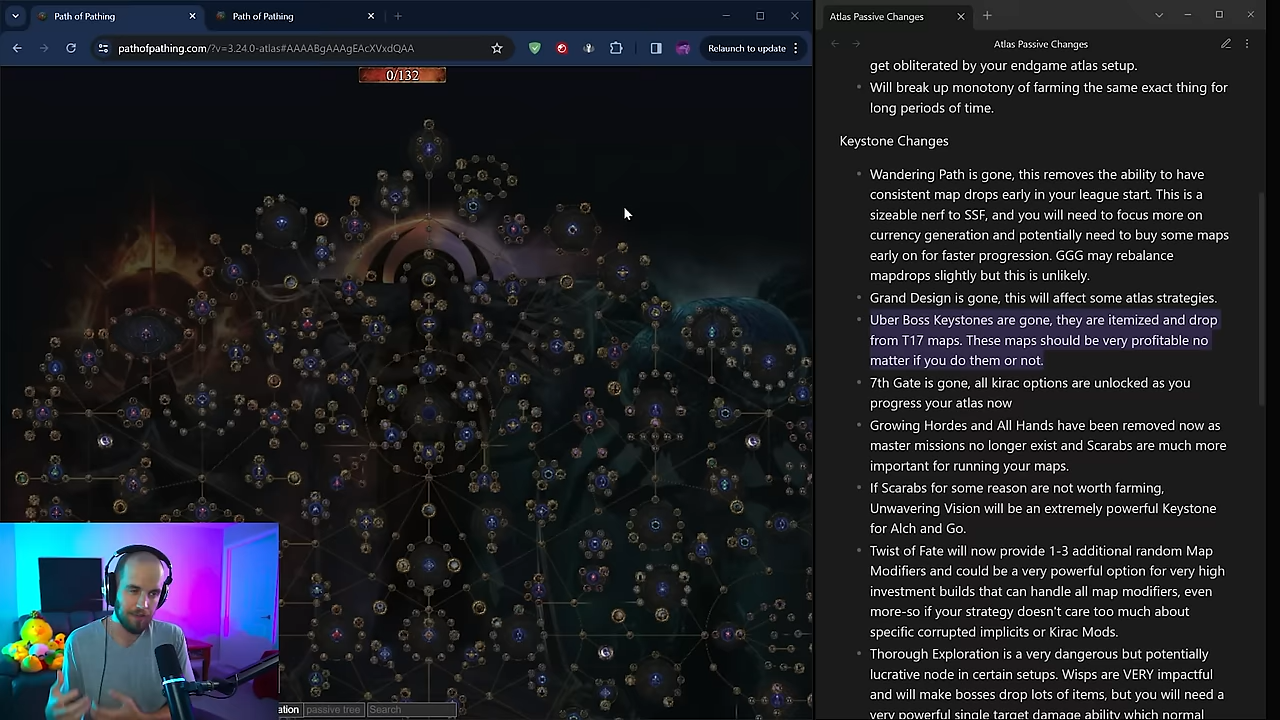 Path of Pathing
Path of Pathing
pathofpathing.com/?v=3.24.0-atlas#AAAABgAAAgEAcXVxdQAA
Relaunch to update
0/132
ation
passive tree
Search
Atlas Passive Changes
Atlas Passive Changes
get obliterated by your endgame atlas setup.
Will break up monotony of farming the same exact thing for
long periods of time.
Keystone Changes
Wandering Path is gone, this removes the ability to have
consistent map drops early in your league start. This is a
sizeable nerf to SSF, and you will need to focus more on
currency generation and potentially need to buy some maps
early on for faster progression. GGG may rebalance
mapdrops slightly but this is unlikely.
Grand Design is gone, this will affect some atlas strategies.
Uber Boss Keystones are gone, they are itemized and drop
from T17 maps. These maps should be very profitable no
matter if you do them or not.
7th Gate is gone, all kirac options are unlocked as you
progress your atlas now
Growing Hordes and All Hands have been removed now as
master missions no longer exist and Scarabs are much more
important for running your maps.
If Scarabs for some reason are not worth farming,
Unwavering Vision will be an extremely powerful Keystone
for Alch and Go.
Twist of Fate will now provide 1-3 additional random Map
Modifiers and could be a very powerful option for very high
investment builds that can handle all map modifiers, even
more-so if your strategy doesn't care too much about
specific corrupted implicits or Kirac Mods.
Thorough Exploration is a very dangerous but potentially
lucrative node in certain setups. Wisps are VERY impactful
and will make bosses drop lots of items, but you will need a
very powerful single target damage ability which normal